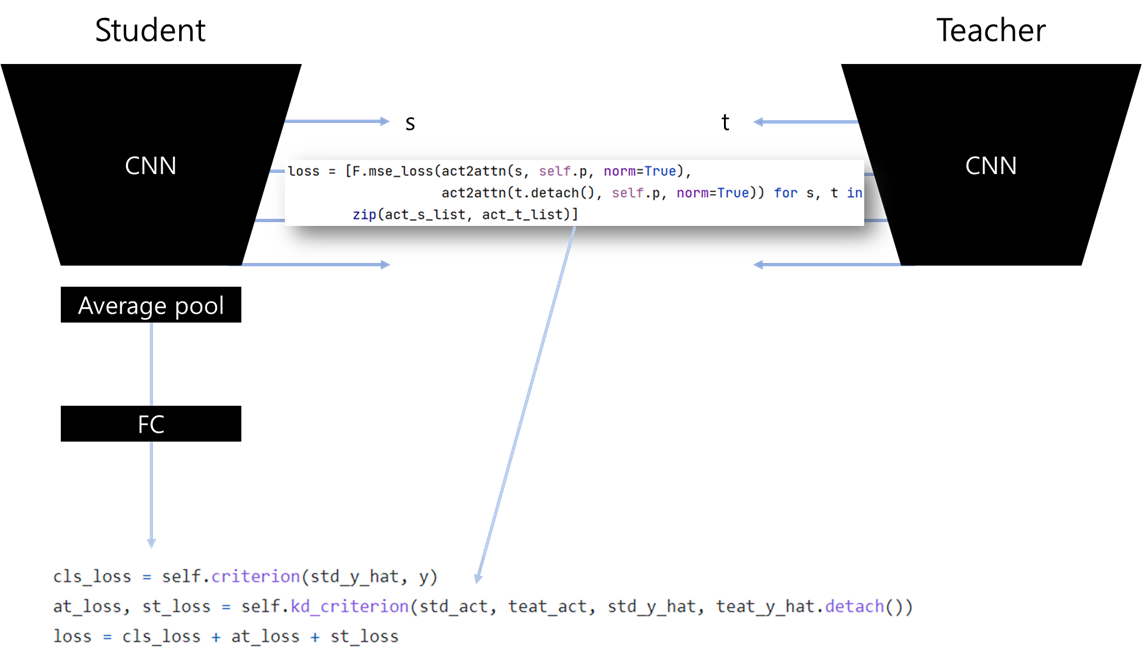 Student
Teacher
CNN
s
t
CNN
loss = [F.mse_loss(act2attn(s, self.p, norm=True),
act2attn(t.detach(), self.p, norm=True)) for s, t in
zip(act_s_list, act_t_list)]
Average pool
FC
cls_loss = self.criterion(std_y_hat, y)
at_loss, st_loss = self.kd_criterion(std_act, teat_act, std_y_hat, teat_y_hat.detach())
loss = cls_loss + at_loss + st_loss